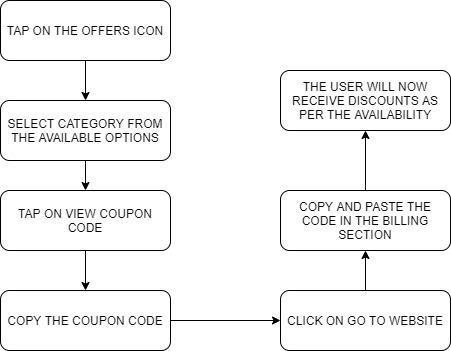 TAP ON THE OFFERS ICON
SELECT CATEGORY FROM
THE AVAILABLE OPTIONS
TAP ON VIEW COUPON
CODE
COPY THE COUPON CODE
CLICK ON GO TO WEBSITE
COPY AND PASTE THE
CODE IN THE BILLING
SECTION
THE USER WILL NOW
RECEIVE DISCOUNTS AS
PER THE AVAILABILITY